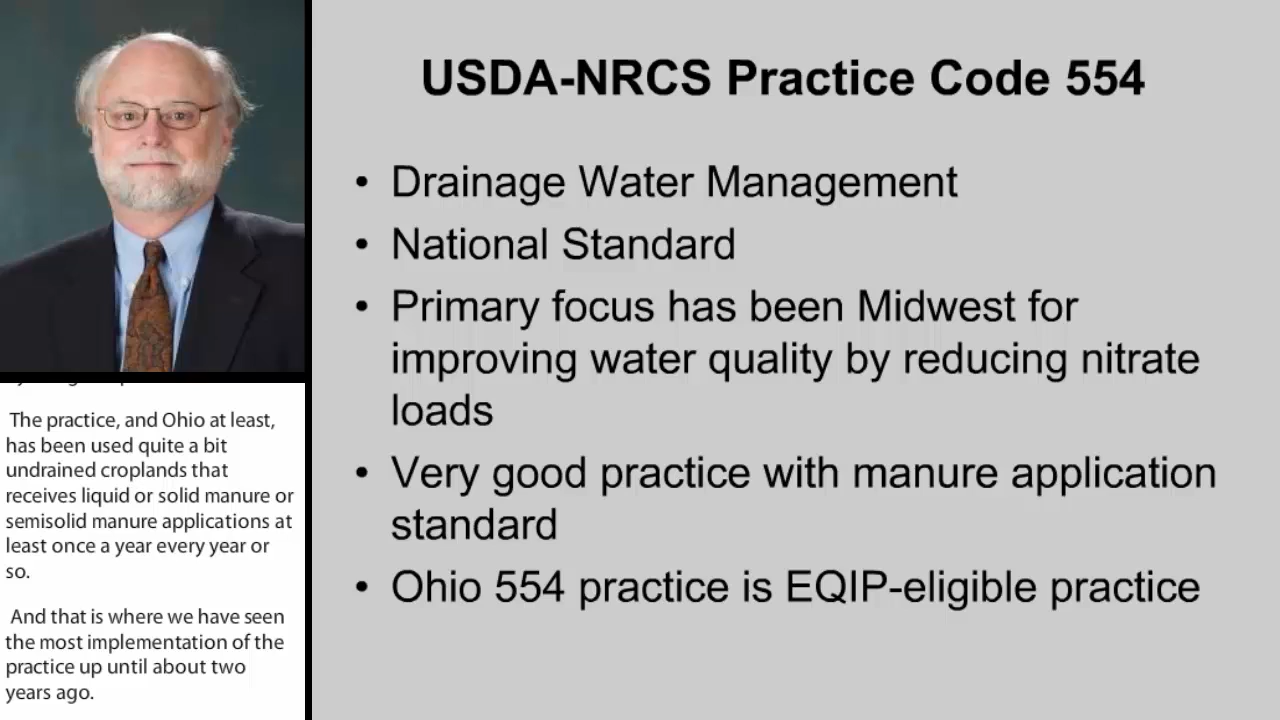 USDA-NRCS Practice Code 554
• Drainage Water Management
• National Standard
• Primary focus has been Midwest for
improving water quality by reducing nitrate
loads
• Very good practice with manure application
standard
• Ohio 554 practice is EQIP-eligible practice
The practice, and Ohio at least,
has been used quite a bit
undrained croplands that
receives liquid or solid manure or
semisolid manure applications at
least once a year every year or
so.
And that is where we have seen
the most implementation of the
practice up until about two
years ago.